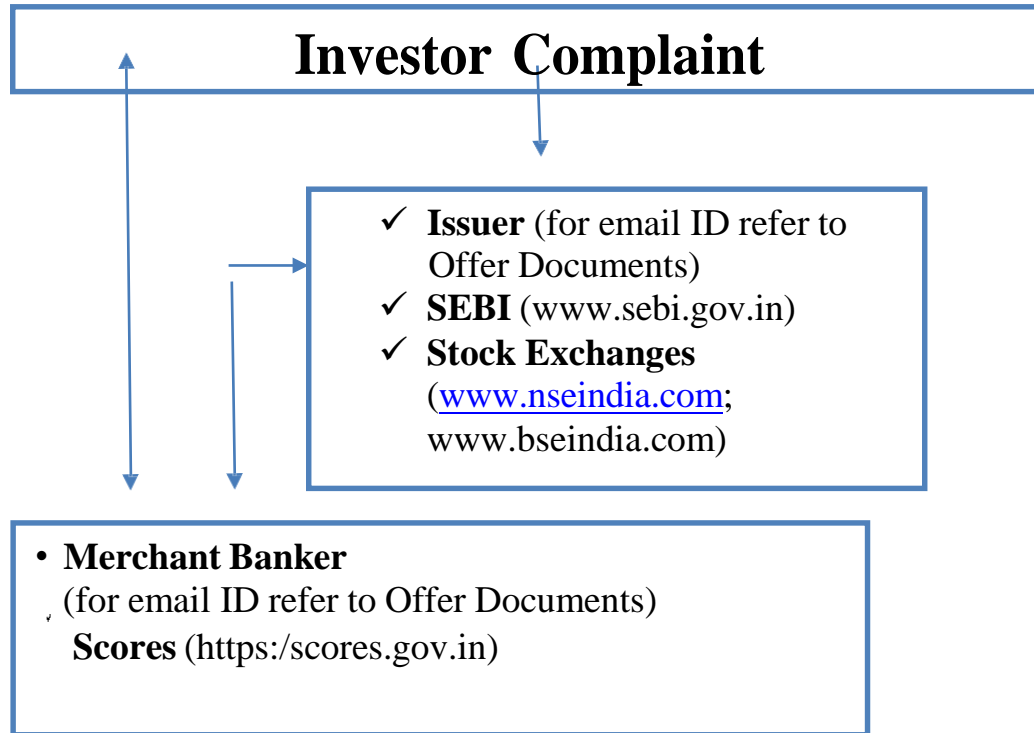 Investor Complaint
✓ Issuer (for email ID refer to
Offer Documents)
✓ SEBI (www.sebi.gov.in)
✓ Stock Exchanges
(www.nseindia.com;
www.bseindia.com)
• Merchant Banker
(for email ID refer to Offer Documents)
Scores (https:/scores.gov.in)